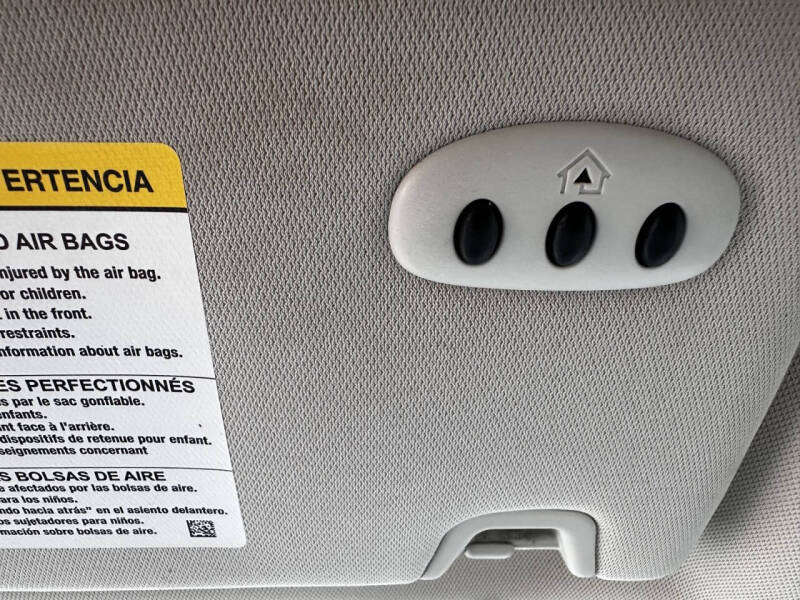 ERTENCIA
AIR BAGS
njured by the air bag.
or children.
in the front.
restraints.
nformation about air bags.
ES PERFECTIONNÉS
s par le sac gonflable.
enfants.
nt face à l'arrière.
dispositifs de retenue pour enfant.
seignements concernant
S BOLSAS DE AIRE
e afectados por las bolsas de aire.
ara los niños.
ndo hacia atrás" en el asiento delantero.
os sujetadores para niños.
mación sobre bolsas de aire.